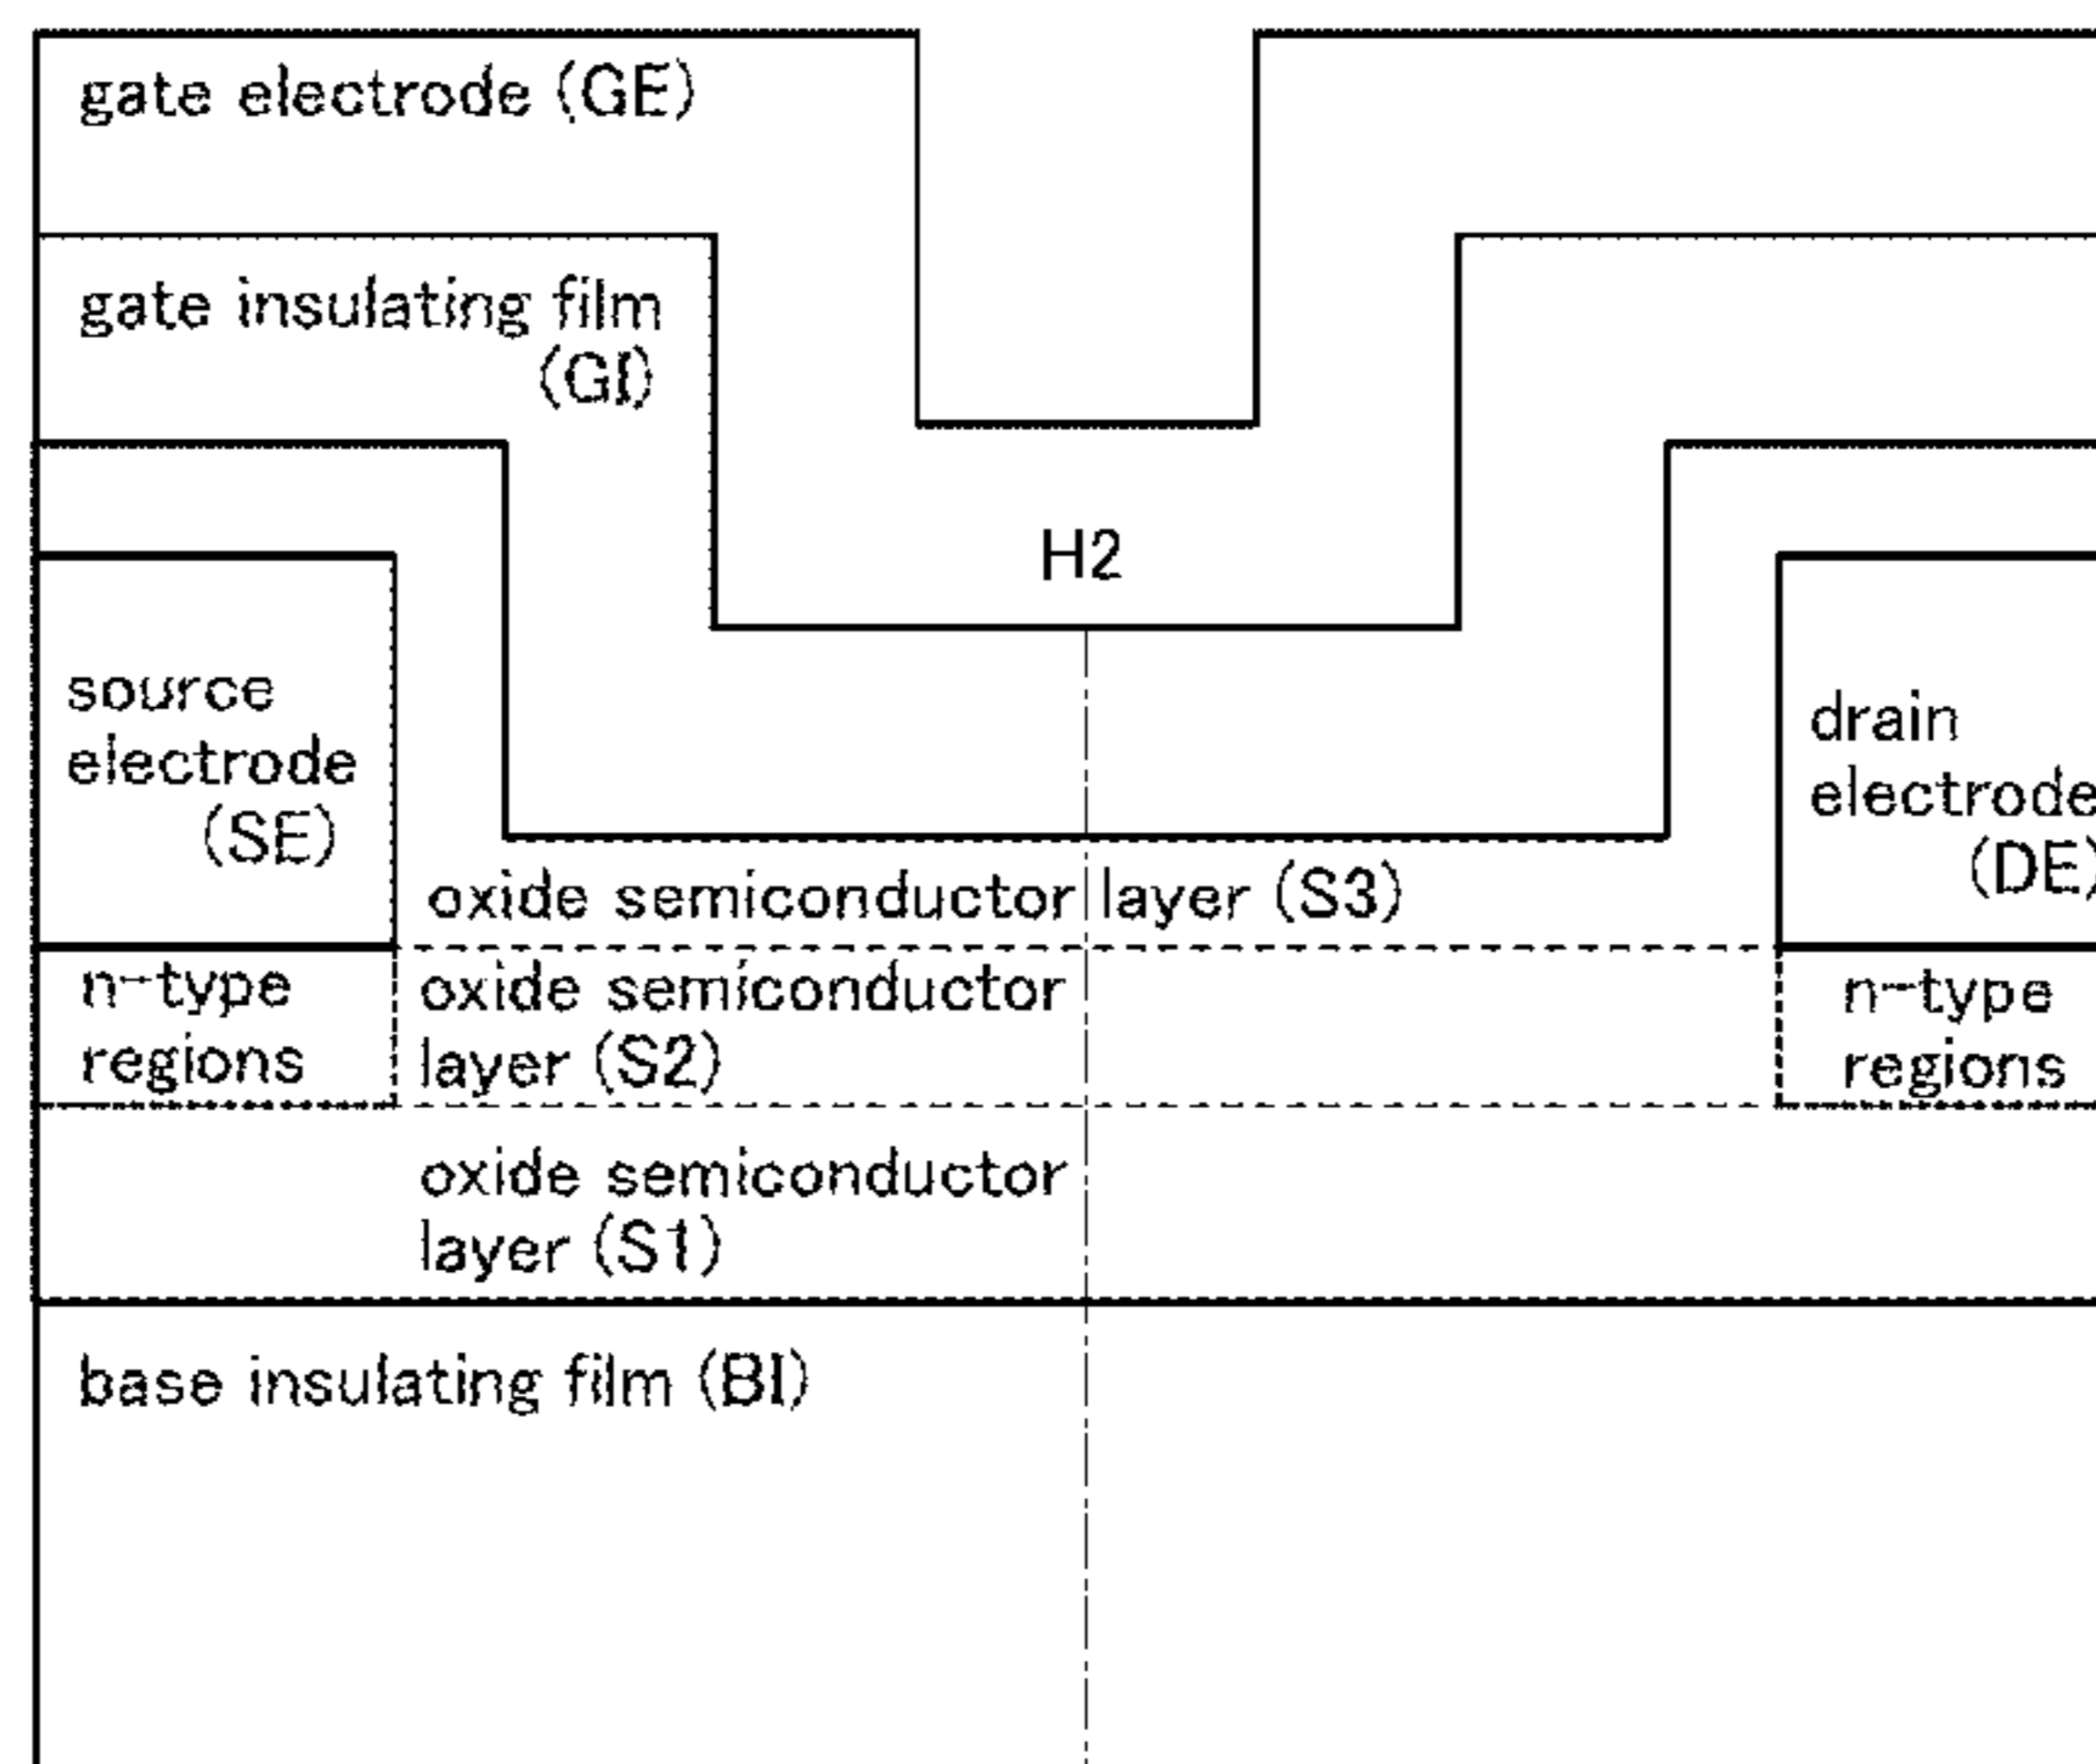 gate electrode (GE)
gate insulating film
(GI)
H2
source
electrode
(SE)
drain
electrode
(DE)
oxide semiconductor layer (S3)
n-type
regions
oxide semiconductor
layer (S2)
n-type
regions
oxide semiconductor
layer (S1)
base insulating film (BI)